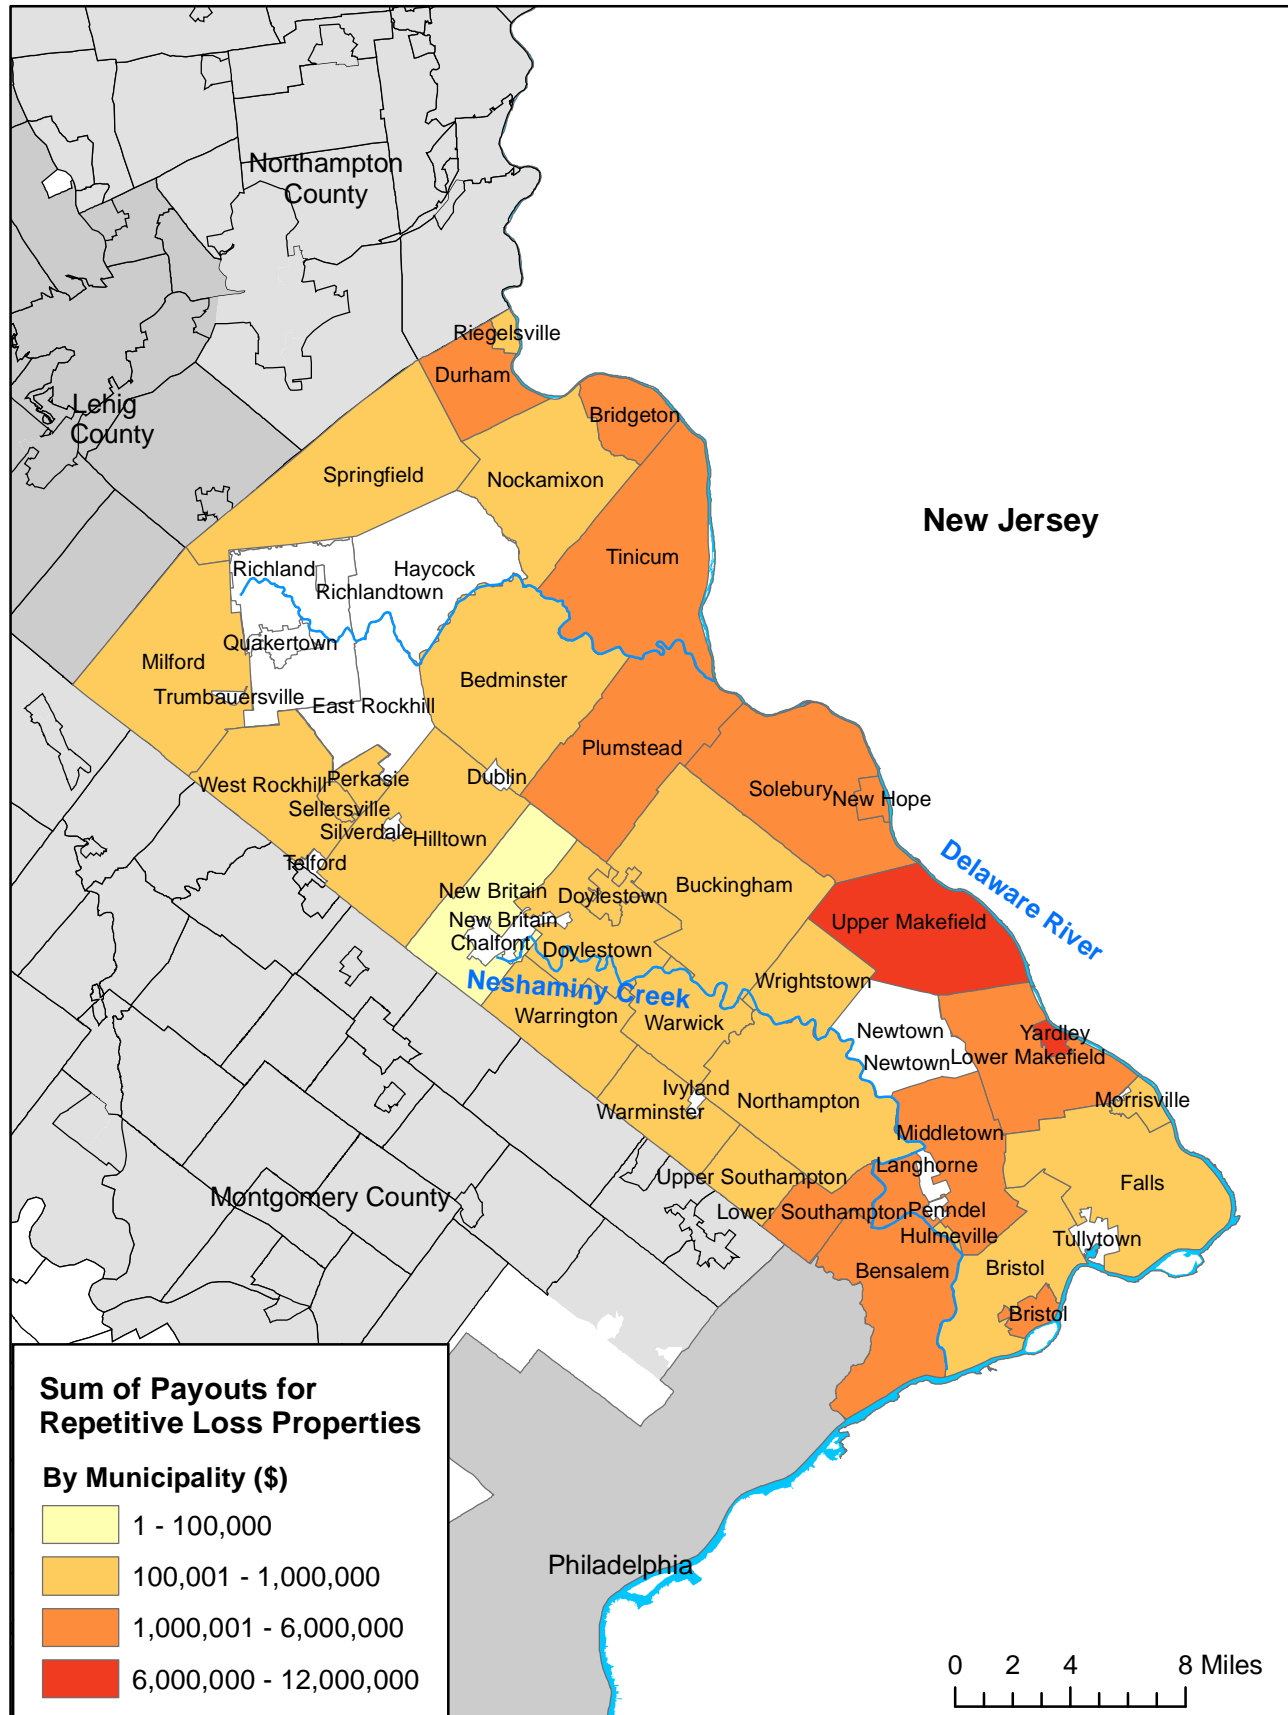 Northampton
County
Riegelsville
Durham
Lehig
County
Bridgeton
Springfield
Nockamixon
New Jersey
Tinicum
Richland
Haycock
Richlandtown
Quakertown
Milford
Bedminster
Trumbauersville
East Rockhill
Plumstead
Dublin
Perkasie
West Rockhill
Solebury
New Hope
Sellersville
Silverdale
Hilltown
Telford
Delaware River
New Britain
Doylestown
Buckingham
New Britain
Upper Makefield
Chalfont
Doylestown
Neshaminy Creek
Wrightstown
Warrington
Warwick
Newtown
Yardley
Newtown
Lower Makefield
Ivyland
Northampton
Morrisville
Warminster
Middletown
Langhorne
Upper Southampton
Falls
Montgomery County
Lower Southampton
Penndel
Hulmeville
Tullytown
Bensalem
Bristol
Bristol
Sum of Payouts for
Repetitive Loss Properties
By Municipality ($)
1 - 100,000
100,001 - 1,000,000
1,000,001 - 6,000,000
6,000,000 - 12,000,000
Philadelphia
0 2 4 8 Miles